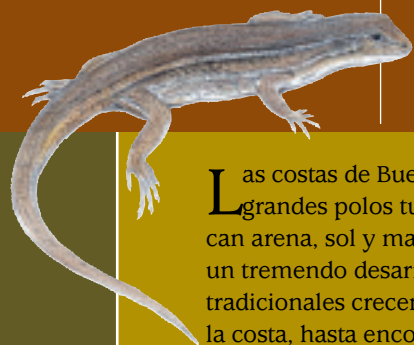 Las costas de Bue
grandes polos tu
can arena, sol y ma
un tremendo desar
tradicionales crecer
la costa, hasta enco